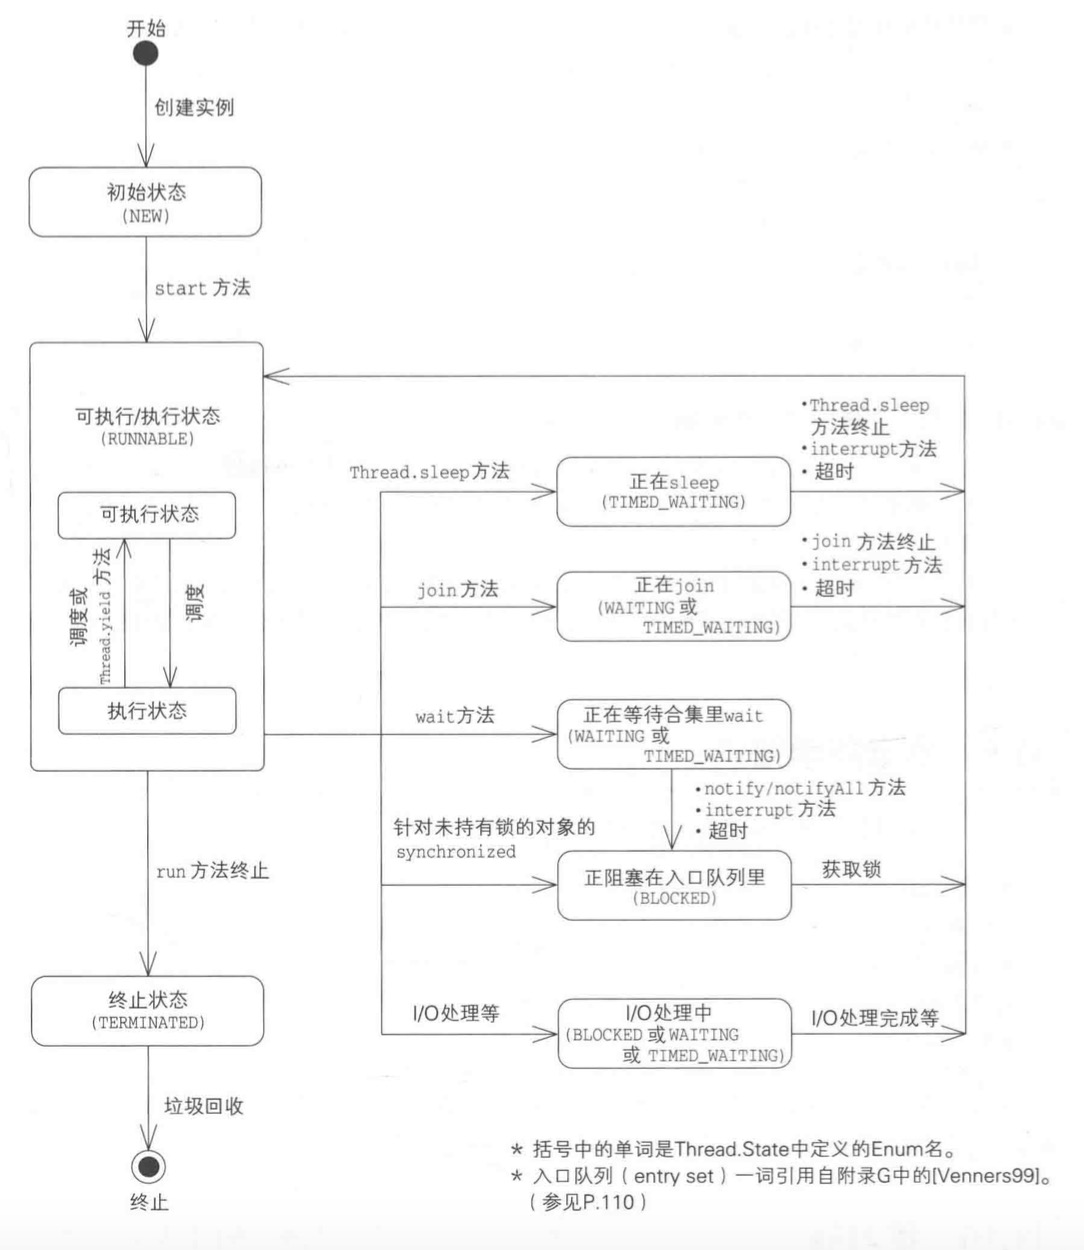 开始
创建实例
初始状态
(NEW)
start 方法
可执行/执行状态
(RUNNABLE)
可执行状态
调度或
Thread.yield 方法
调度
执行状态
run 方法终止
终止状态
(TERMINATED)
垃圾回收
终止
Thread.sleep方法
正在sleep
(TIMED_WAITING)
・Thread.sleep
方法终止
・interrupt方法
・超时
join 方法
正在join
(WAITING 或
TIMED_WAITING)
・join 方法终止
・interrupt 方法
・超时
wait方法
正在等待合集里wait
(WAITING 或
TIMED_WAITING)
・notify/notifyAll 方法
・interrupt 方法
・超时
针对未持有锁的对象的
synchronized
正阻塞在入口队列里
(BLOCKED)
获取锁
I/O处理等
I/O处理中
(BLOCKED 或 WAITING
或 TIMED_WAITING)
I/O处理完成等
* 括号中的单词是Thread.State中定义的Enum名。
* 入口队列（entry set）一词引用自附录G中的[Venners99]。
（参见P.110）